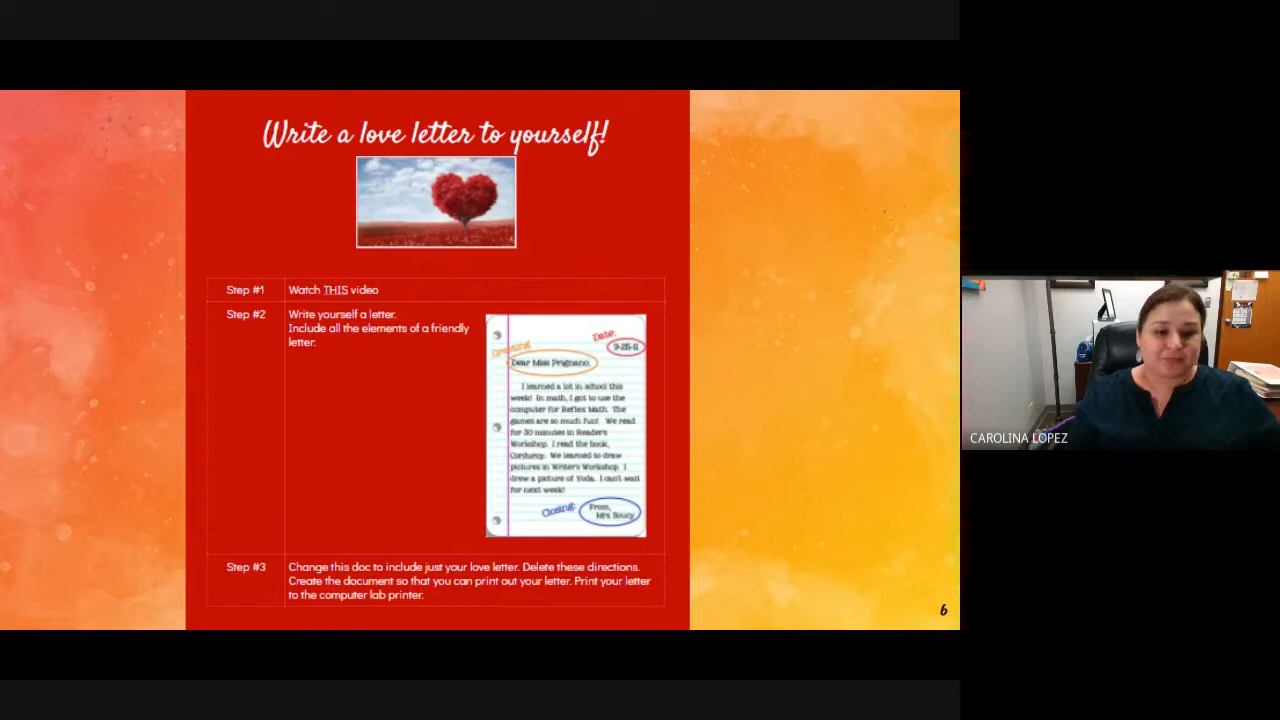 Write a love letter to yourself!
Step #1
Watch THIS video
Step #2
Write yourself a letter.
Include all the elements of a friendly
letter.
Date:
9-25-11
Greeting
Dear Miss Prignano,
I learned a lot in school this
week! In math, I got to use the
computer for Reflex Math. The
games are so much fun! We read
for 30 minutes in Reader's
Workshop. I read the book,
Corduroy. We learned to draw
pictures in Writer's Workshop. I
drew a picture of Yoda. I can't wait
for next week!
Closing:
From,
Mrs. Boucy
Step #3
Change this doc to include just your love letter. Delete these directions.
Create the document so that you can print out your letter. Print your letter
to the computer lab printer.
6
CAROLINA LOPEZ